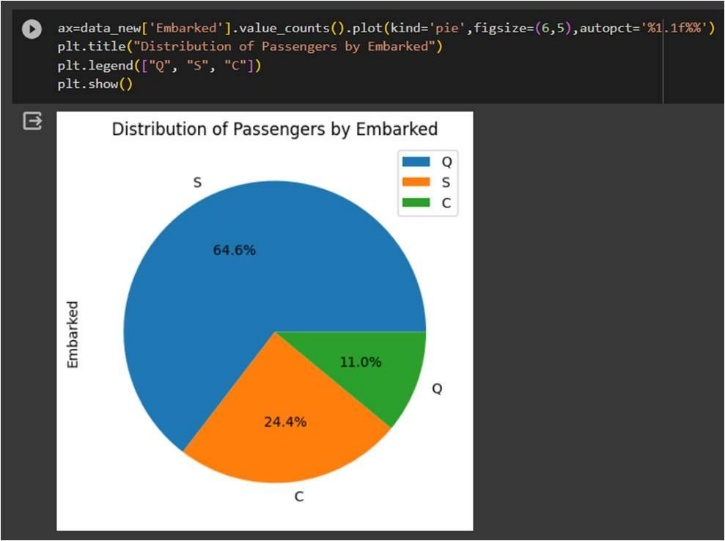 ax=data_new['Embarked'].value_counts().plot(kind='pie',figsize=(6,5),autopct='%1.1f%%')
plt.title("Distribution of Passengers by Embarked")
plt.legend(["Q", "S", "C"])
plt.show()
Distribution of Passengers by Embarked
Q
S
C
S
64.6%
Embarked
11.0%
Q
24.4%
C